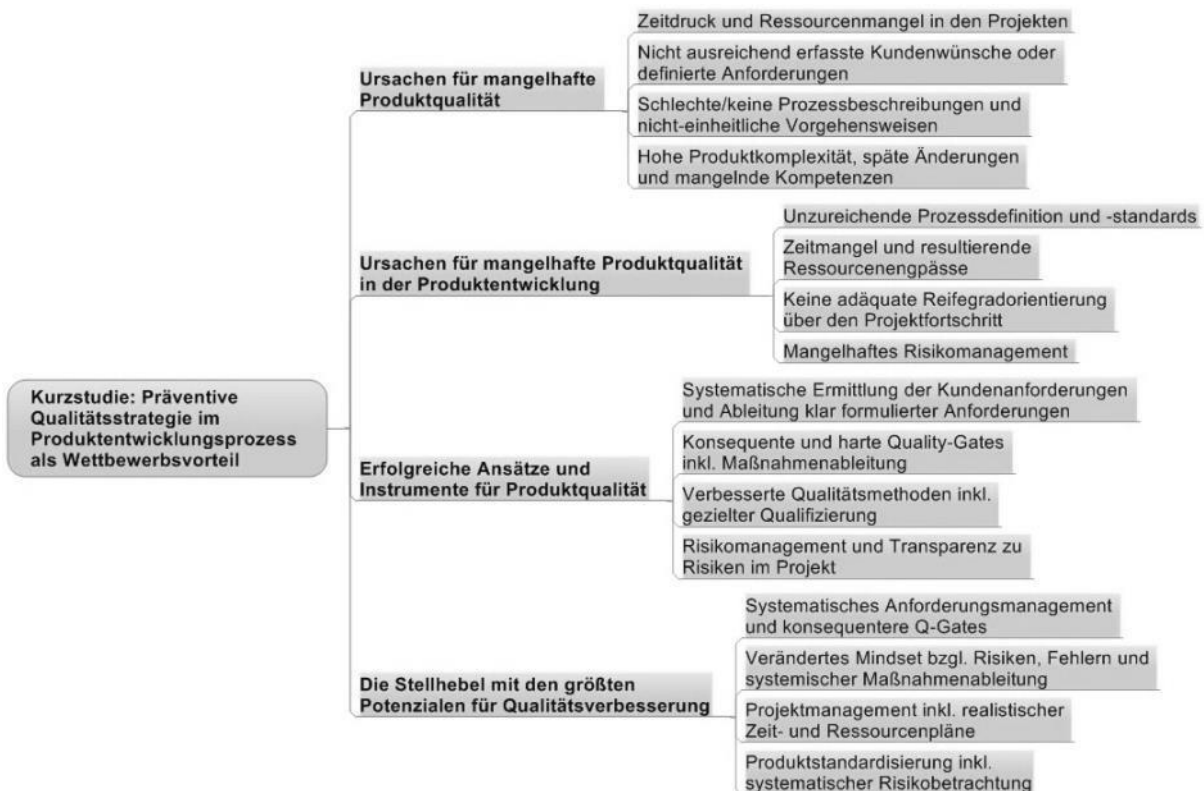 Kurzstudie: Präventive
Qualitätsstrategie im
Produktentwicklungsprozess
als Wettbewerbsvorteil
Ursachen für mangelhafte
Produktqualität
Zeitdruck und Ressourcenmangel in den Projekten
Nicht ausreichend erfasste Kundenwünsche oder
definierte Anforderungen
Schlechte/keine Prozessbeschreibungen und
nicht-einheitliche Vorgehensweisen
Hohe Produktkomplexität, späte Änderungen
und mangelnde Kompetenzen
Ursachen für mangelhafte Produktqualität
in der Produktentwicklung
Unzureichende Prozessdefinition und -standards
Zeitmangel und resultierende
Ressourcenengpässe
Keine adäquate Reifegradorientierung
über den Projektfortschritt
Mangelhaftes Risikomanagement
Erfolgreiche Ansätze und
Instrumente für Produktqualität
Systematische Ermittlung der Kundenanforderungen
und Ableitung klar formulierter Anforderungen
Konsequente und harte Quality-Gates
inkl. Maßnahmenableitung
Verbesserte Qualitätsmethoden inkl.
gezielter Qualifizierung
Risikomanagement und Transparenz zu
Risiken im Projekt
Die Stellhebel mit den größten
Potenzialen für Qualitätsverbesserung
Systematisches Anforderungsmanagement
und konsequentere Q-Gates
Verändertes Mindset bzgl. Risiken, Fehlern und
systemischer Maßnahmenableitung
Projektmanagement inkl. realistischer
Zeit- und Ressourcenpläne
Produktstandardisierung inkl.
systematischer Risikobetrachtung